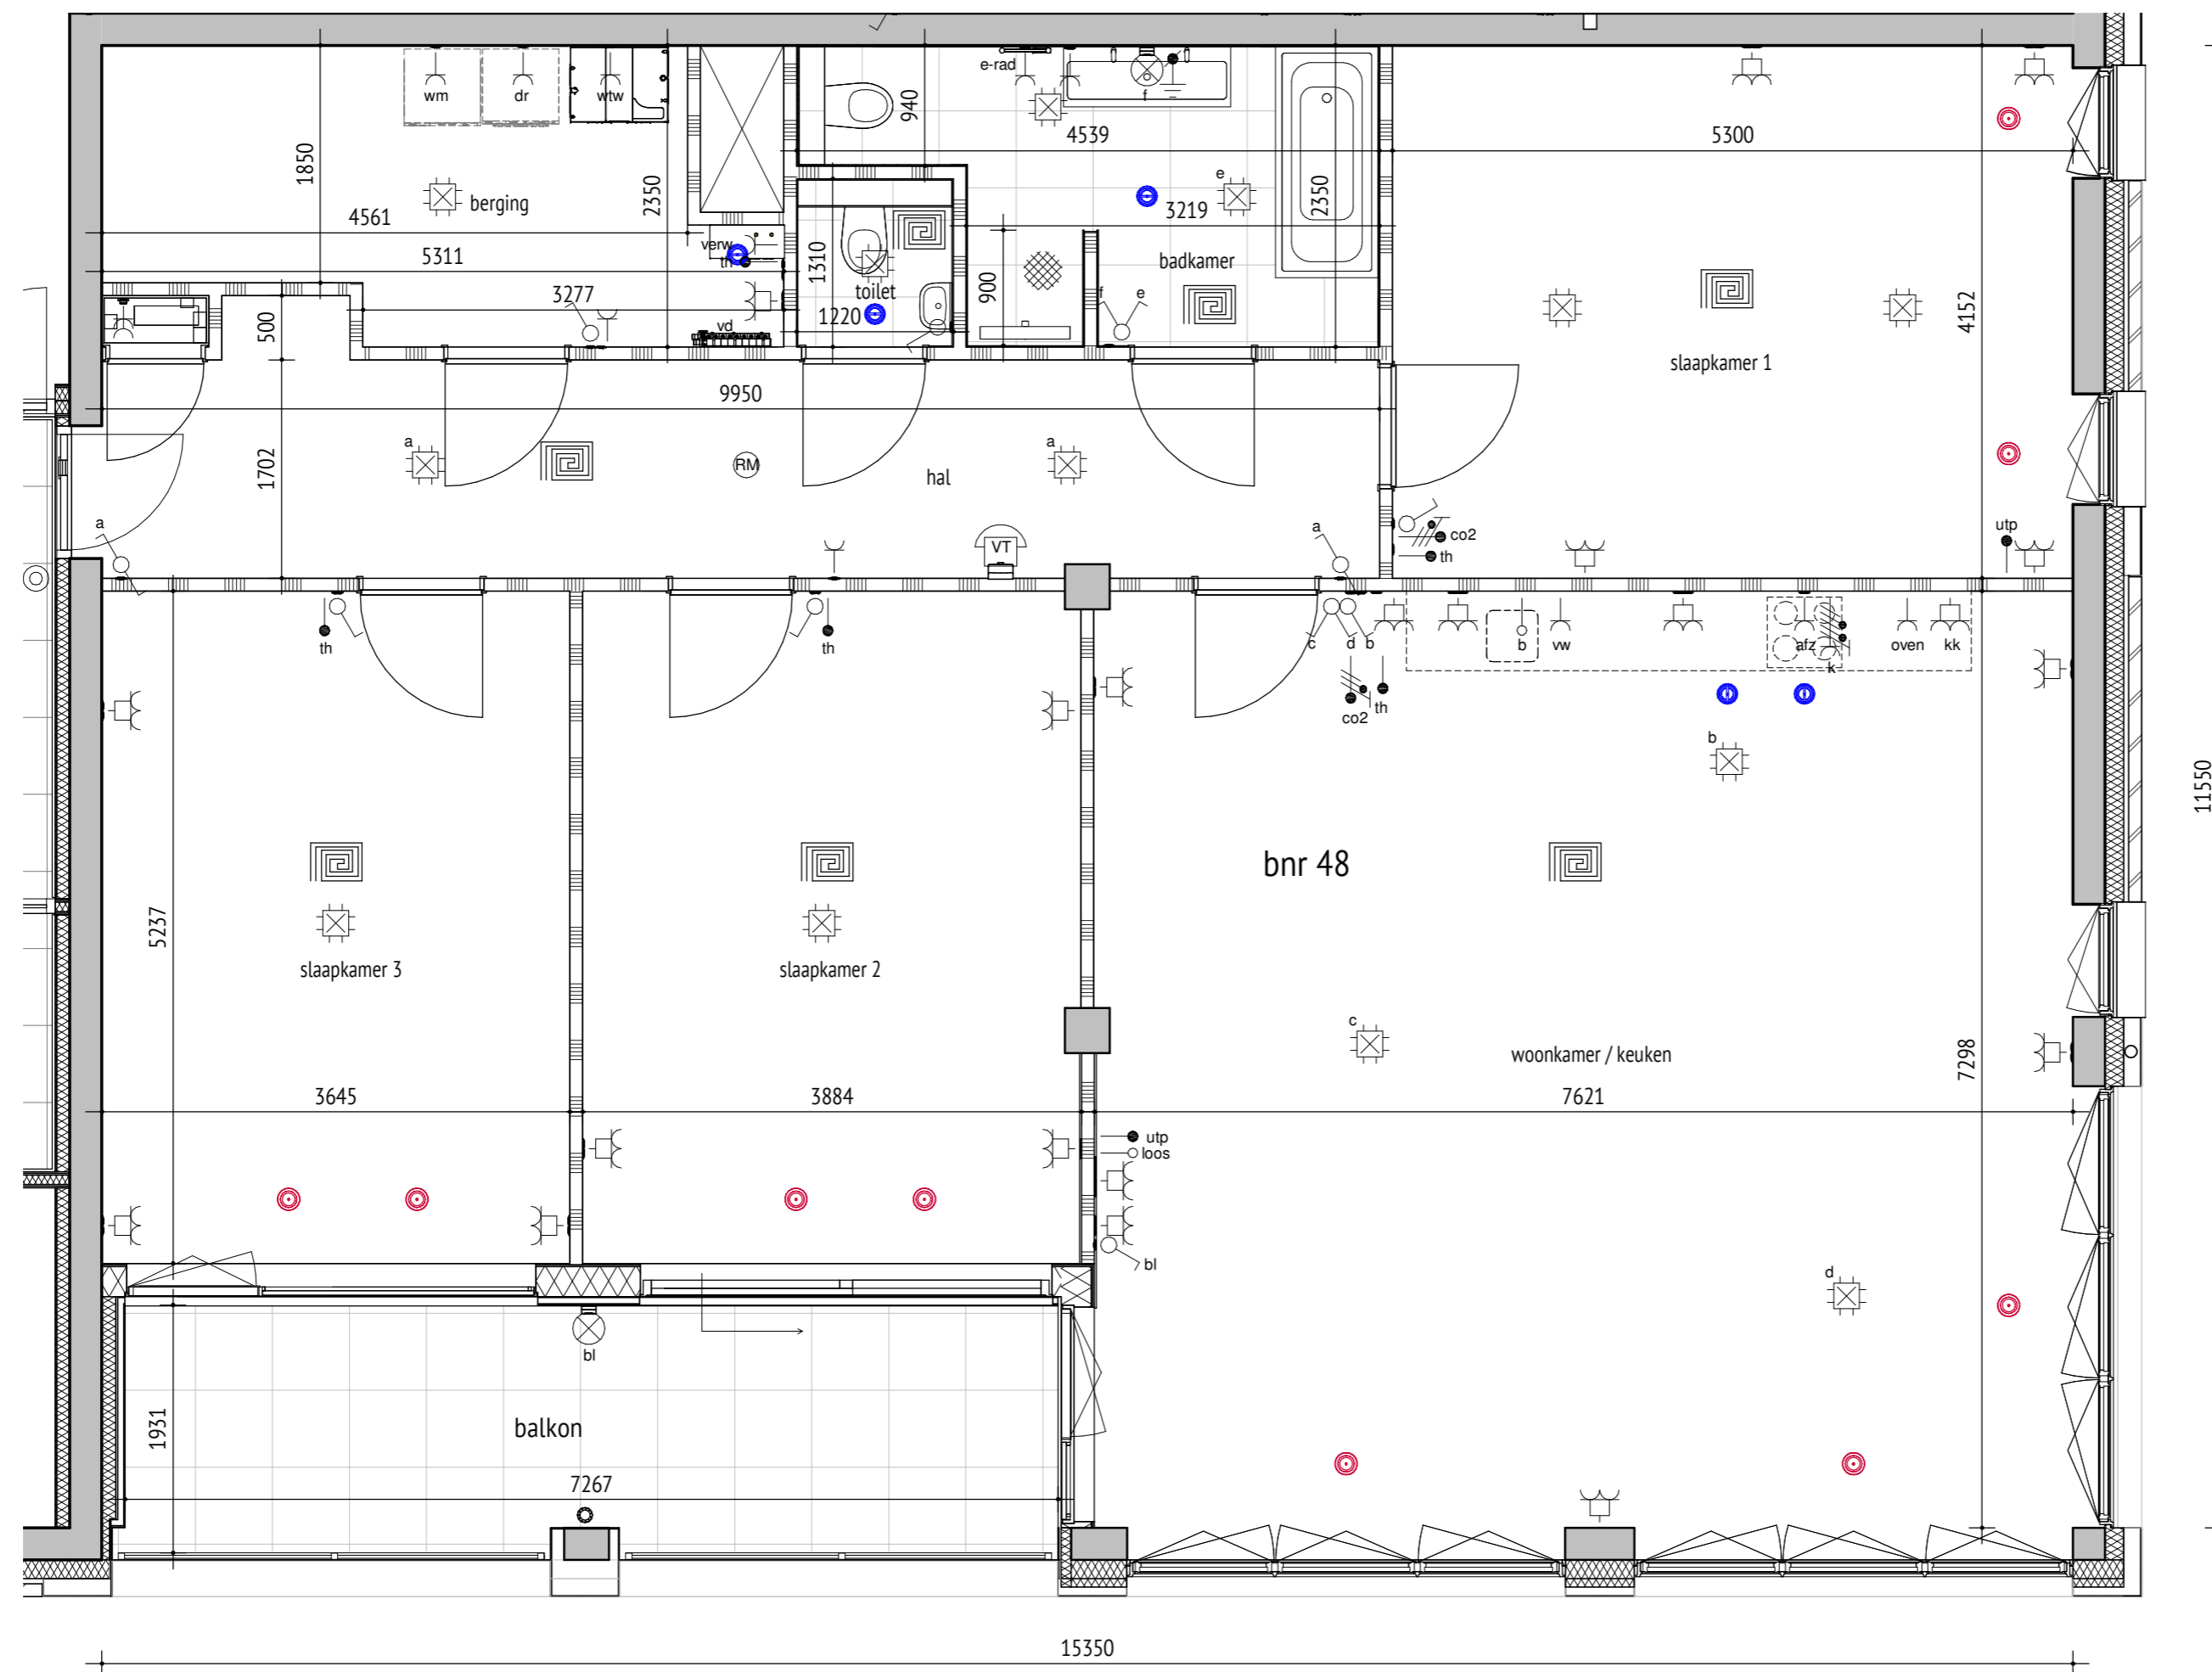 e-rad
f
wm
dr
wtw
940
4539
5300
1850
2350
e
2350
berging
4561
3219
verw
th
5311
1310
badkamer
900
toilet
3277
f
e
4152
500
vd
1220
slaapkamer 1
9950
a
a
1702
RM
hal
a
a
utp
co2
VT
th
th
th
c
d
b
b
vw
afz
k
oven
kk
th
co2
b
11550
bnr 48
5237
slaapkamer 3
slaapkamer 2
c
woonkamer / keuken
7298
3645
3884
7621
utp
loos
bl
d
bl
1931
balkon
7267
15350